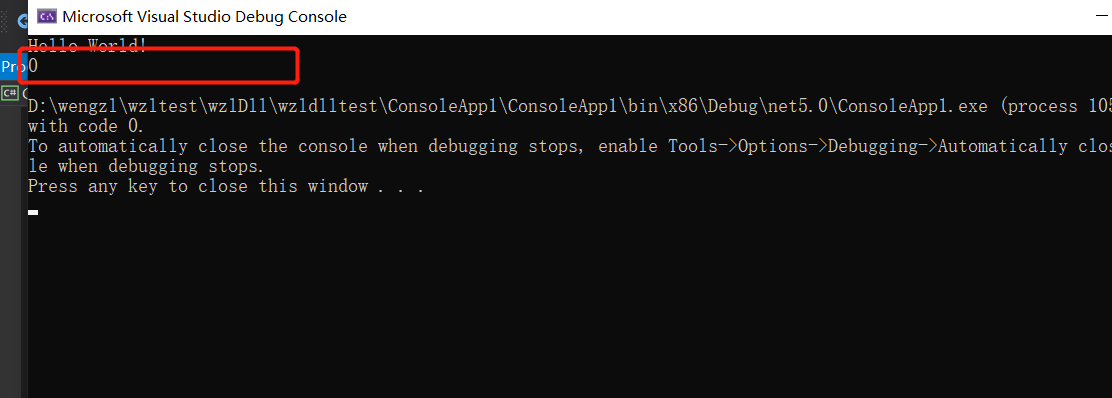 Microsoft Visual Studio Debug Console
Hello World!
Pro
0
C#
D:\wengzl\wzltest\wzlDll\wzldlltest\ConsoleApp1\ConsoleApp1\bin\x86\Debug\net5.0\ConsoleApp1.exe (process 105
with code 0.
To automatically close the console when debugging stops, enable Tools->Options->Debugging->Automatically clos
le when debugging stops.
Press any key to close this window . . .